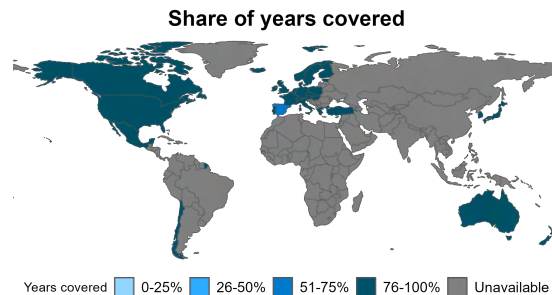 Share of years covered
Years covered 0-25% 26-50% 51-75% 76-100% Unavailable